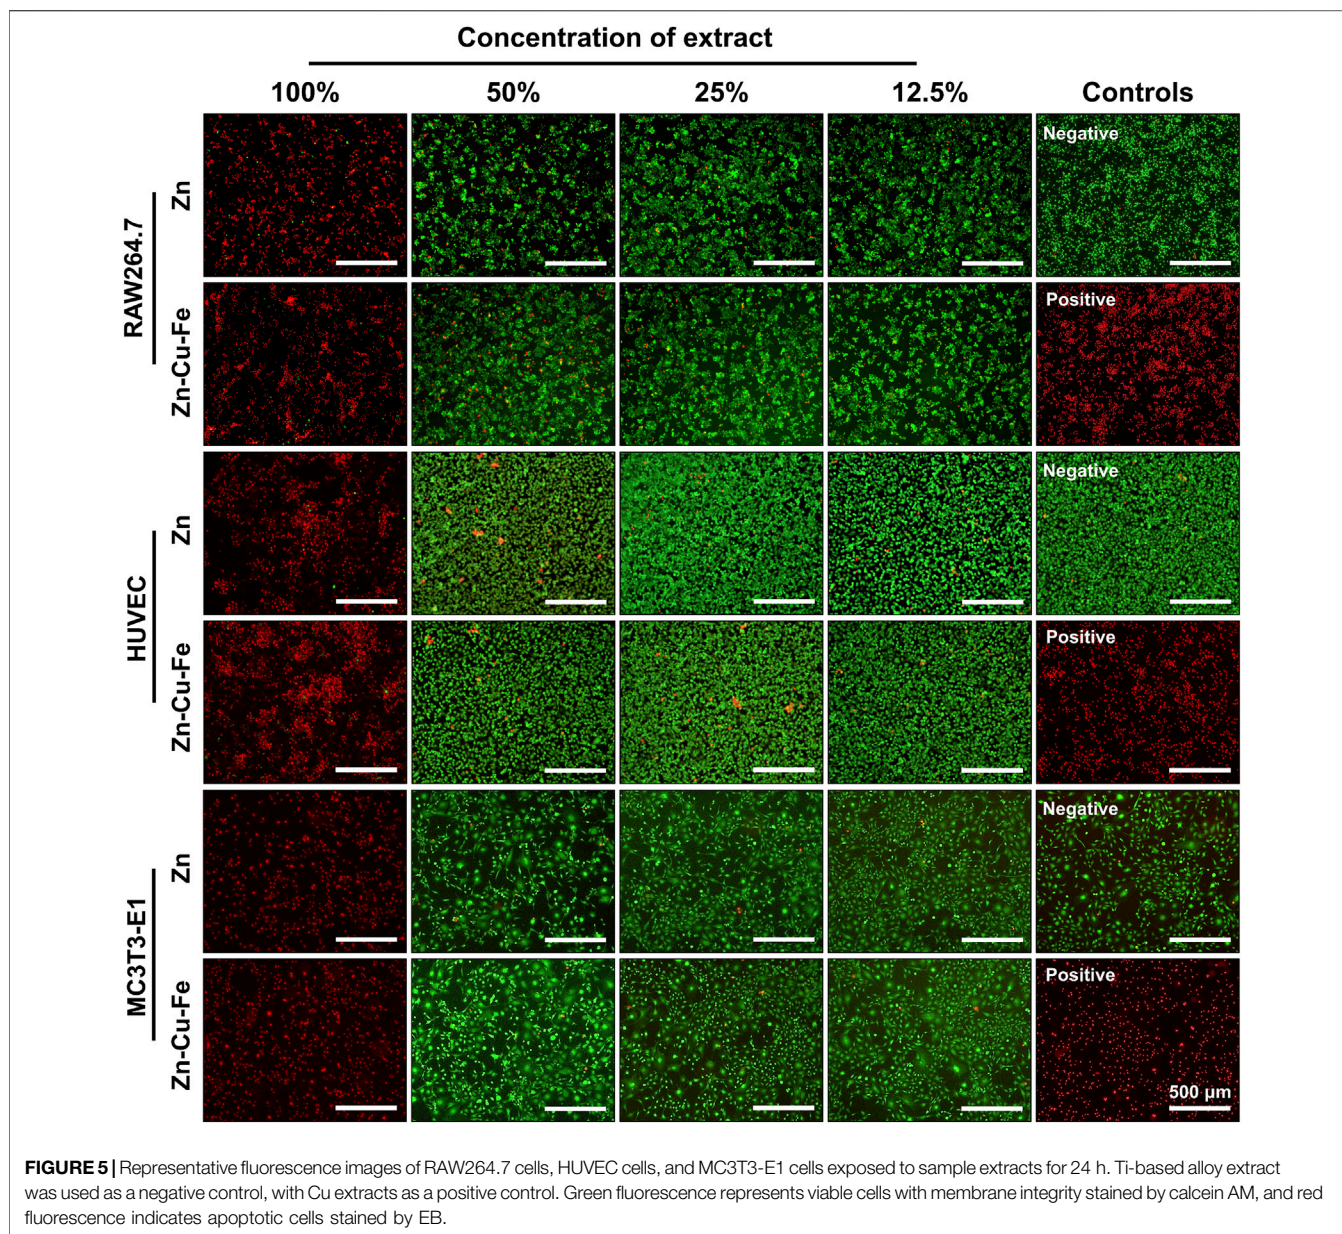 Concentration of extract
100% 50% 25% 12.5% Controls
RAW264.7
Zn
Negative
Zn-Cu-Fe
Positive
HUVEC
Zn
Negative
Zn-Cu-Fe
Positive
MC3T3-E1
Zn
Negative
Zn-Cu-Fe
Positive
500 μm
FIGURE 5 | Representative fluorescence images of RAW264.7 cells, HUVEC cells, and MC3T3-E1 cells exposed to sample extracts for 24 h. Ti-based alloy extract
was used as a negative control, with Cu extracts as a positive control. Green fluorescence represents viable cells with membrane integrity stained by calcein AM, and red
fluorescence indicates apoptotic cells stained by EB.